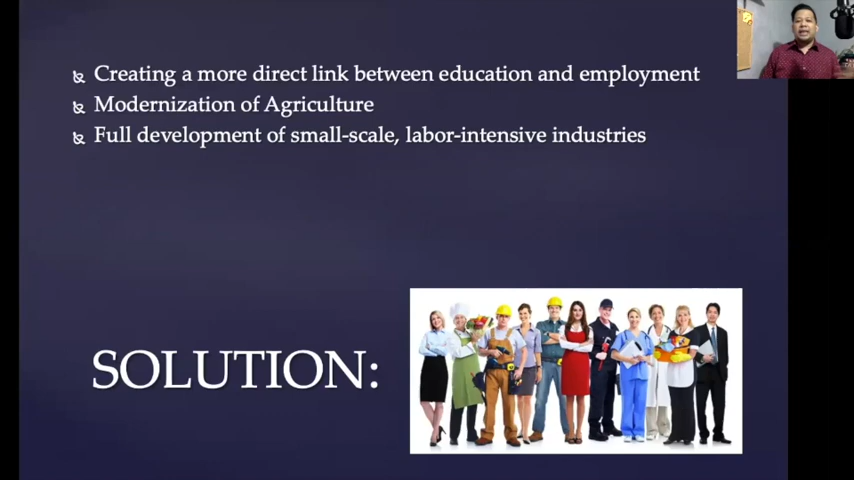 Creating a more direct link between education and employment
Modernization of Agriculture
Full development of small-scale, labor-intensive industries
SOLUTION: